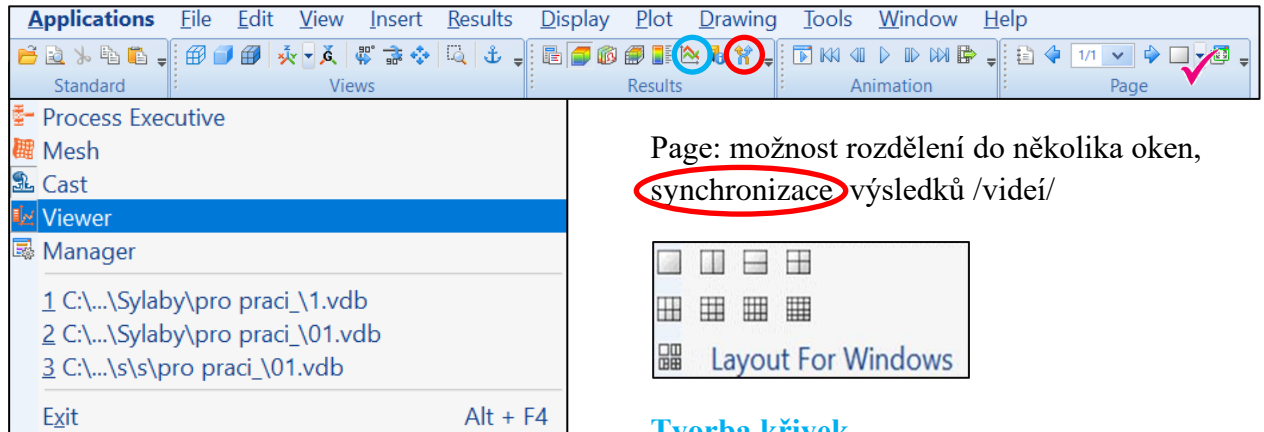 Applications File Edit View Insert Results Display Plot Drawing Tools Window Help
1/1
Standard Views Results Animation Page
Process Executive
Mesh
Cast
Viewer
Manager
1 C:\...\Sylaby\pro praci_\1.vdb
2 C:\...\Sylaby\pro praci_\01.vdb
3 C:\...\s\s\pro praci_\01.vdb
Exit Alt + F4
Page: možnost rozdělení do několika oken,
synchronizace výsledků /videí/
Layout For Windows
Tvorba křivek